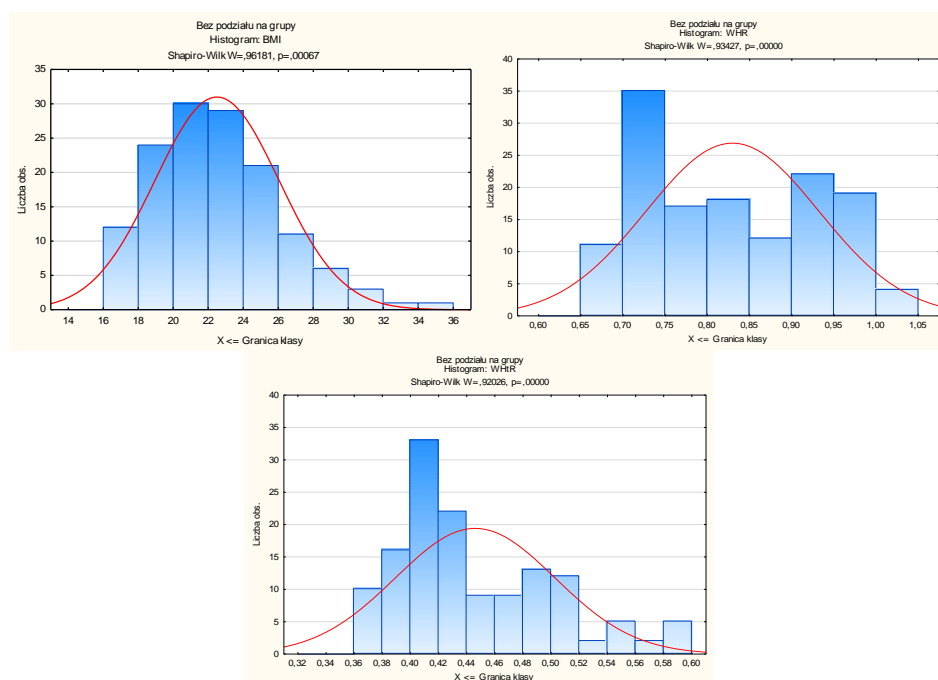 Bez podziału na grupy
Histogram: BMI
Shapiro-Wilk W=,96181, p=,00067
35
30
25
20
15
10
5
0
Liczba obs.
14 16 18 20 22 24 26 28 30 32 34 36
X <= Granica klasy
Bez podziału na grupy
Histogram: WHR
Shapiro-Wilk W=,93427, p=,00000
40
35
30
25
20
15
10
5
0
Liczba obs.
0,60 0,65 0,70 0,75 0,80 0,85 0,90 0,95 1,00 1,05
X <= Granica klasy
Bez podziału na grupy
Histogram: WHtR
Shapiro-Wilk W=,92026, p=,00000
40
35
30
25
20
15
10
5
0
Liczba obs.
0,32 0,34 0,36 0,38 0,40 0,42 0,44 0,46 0,48 0,50 0,52 0,54 0,56 0,58 0,60
X <= Granica klasy